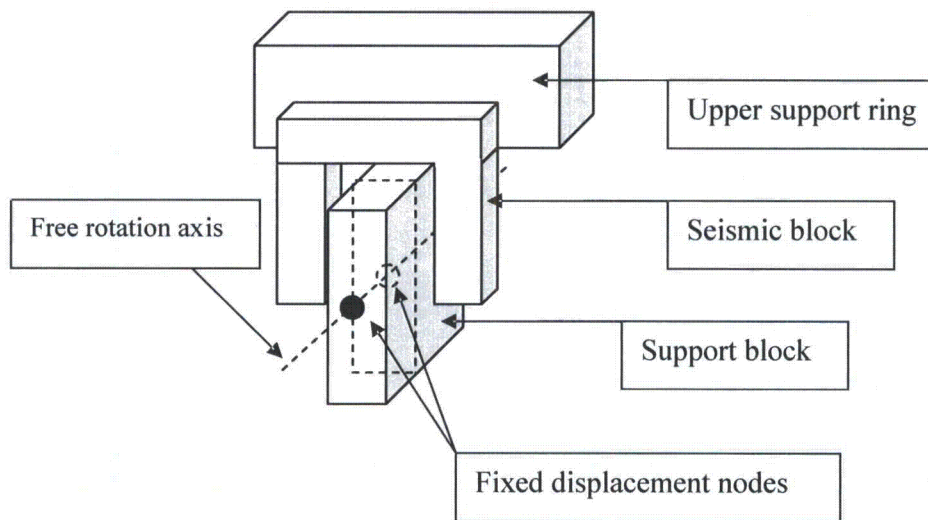 Upper support ring
Free rotation axis
Seismic block
Support block
Fixed displacement nodes